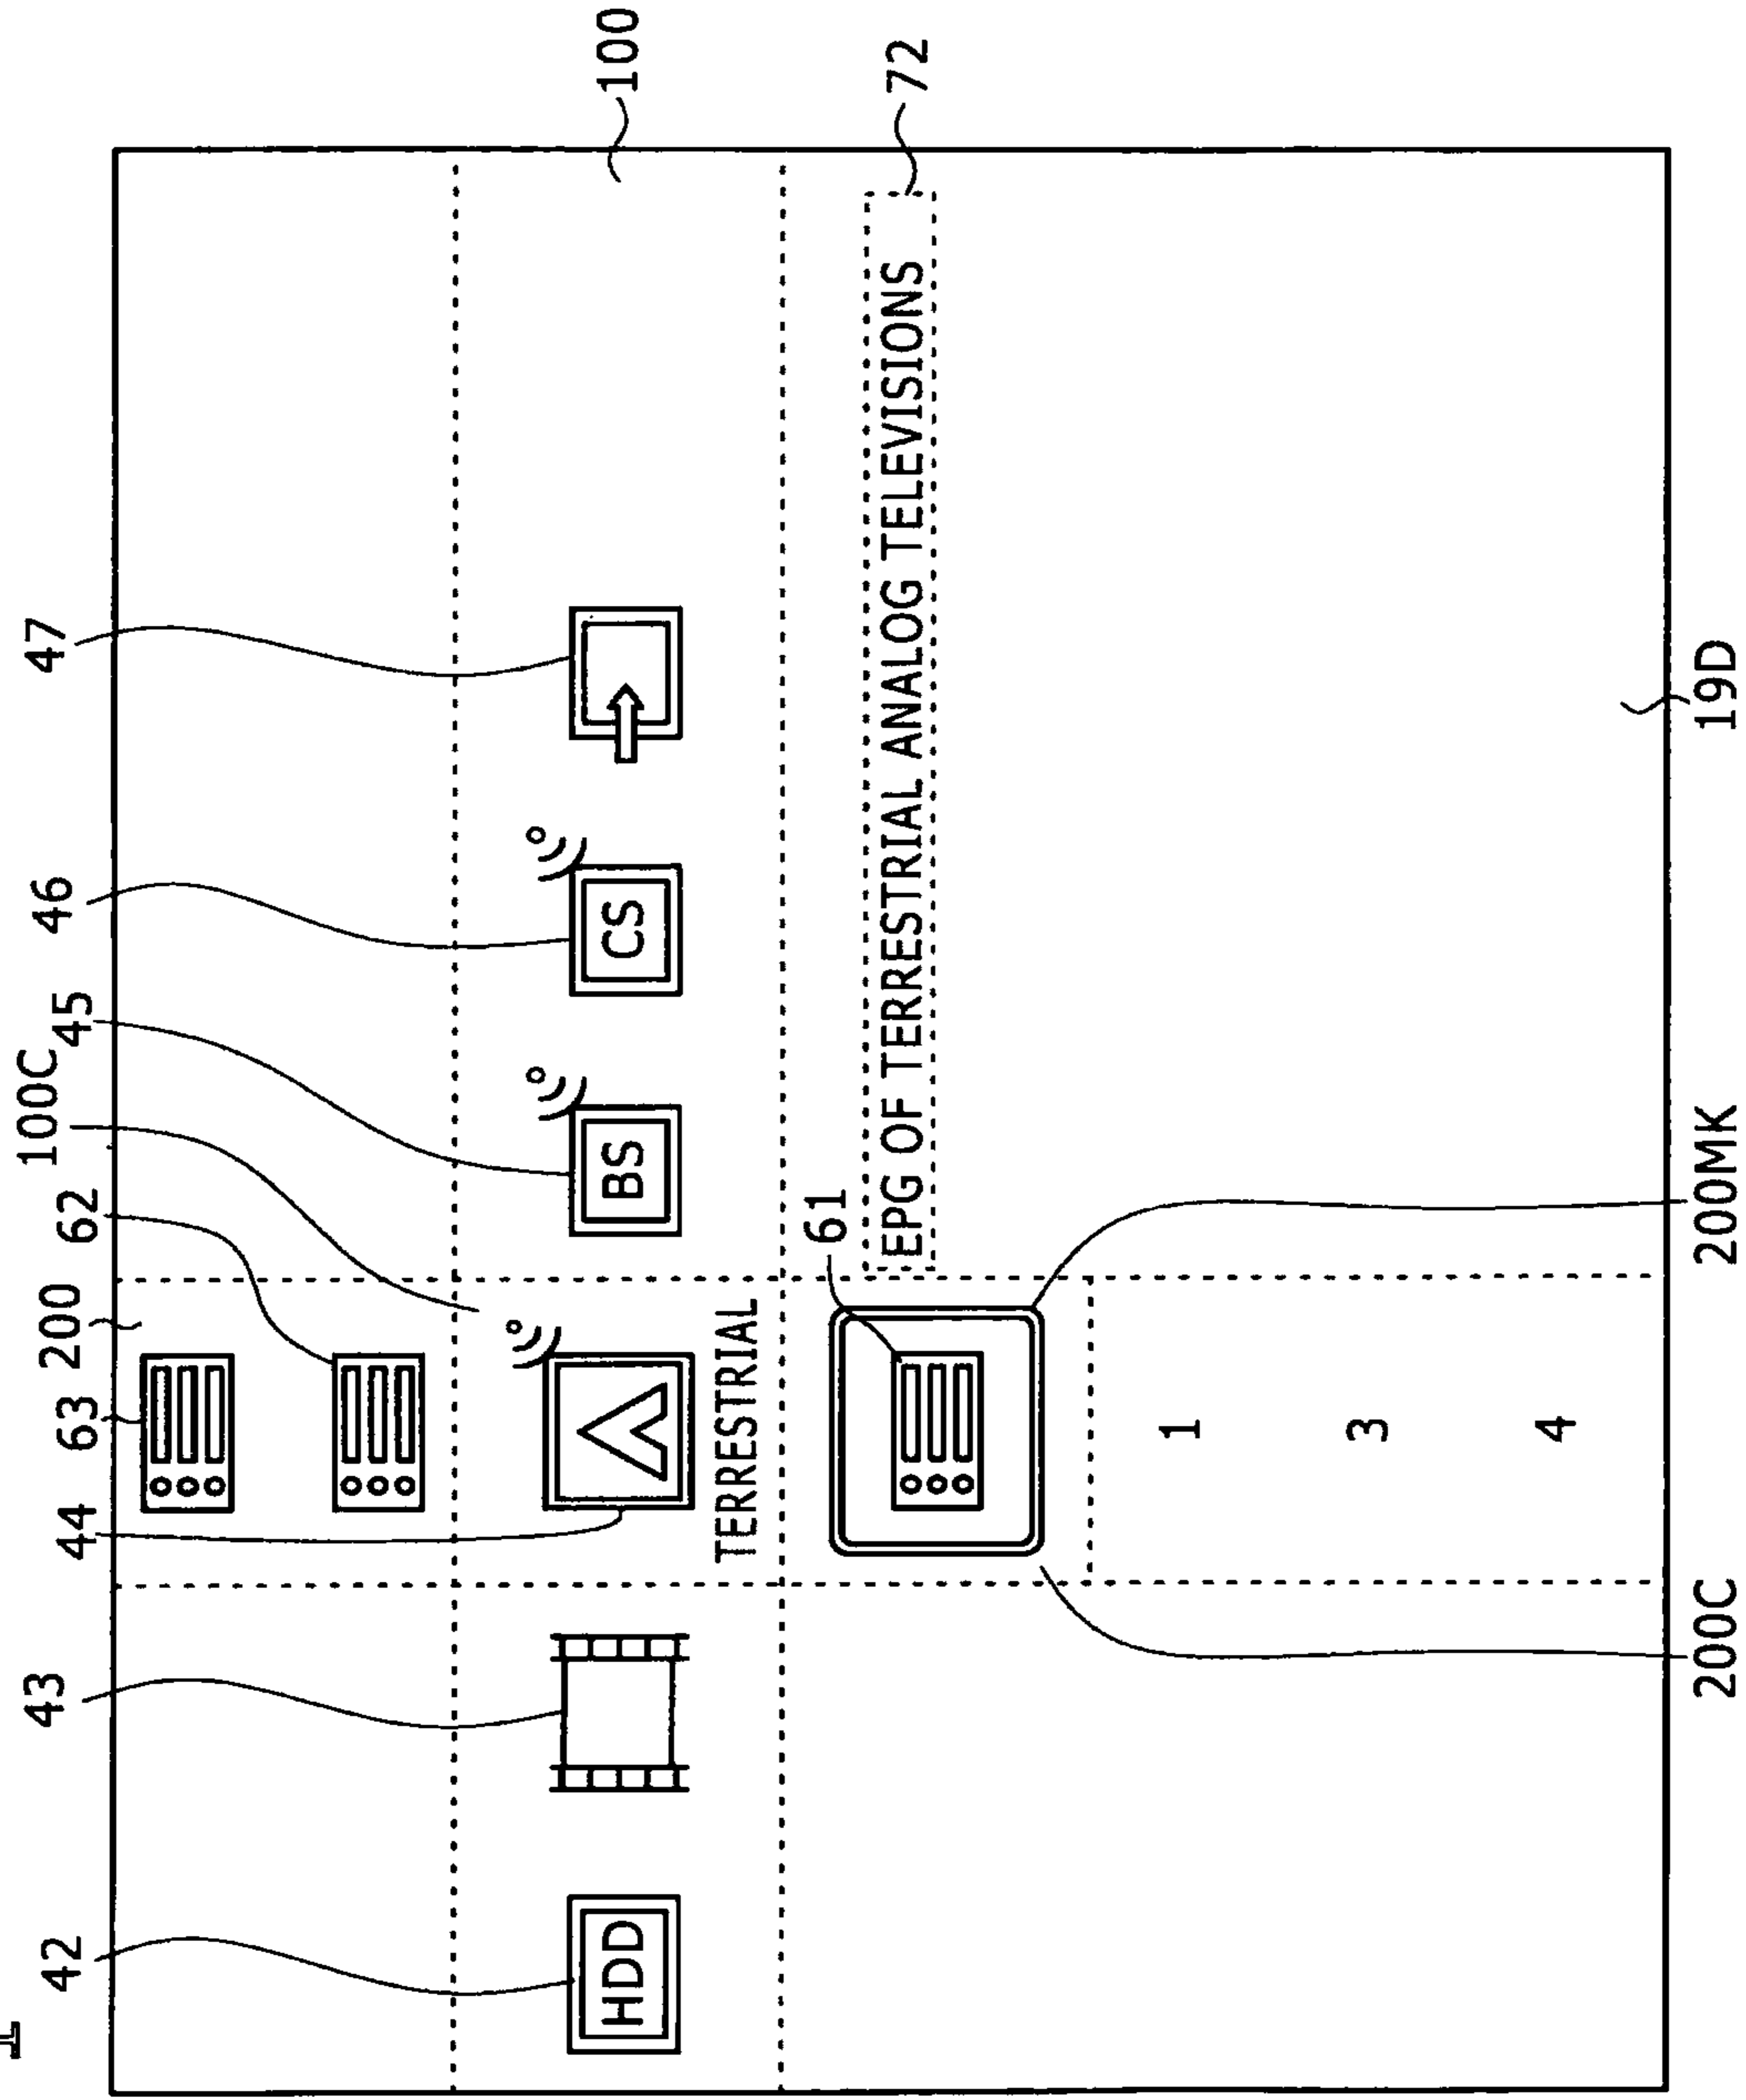 42
43
44
63
200
62
100C
45
46
47
100
HDD
BS
CS
TERRESTRIAL
61
EPG OF TERRESTRIAL ANALOG TELEVISIONS
72
1
3
4
200C
200MK
19D